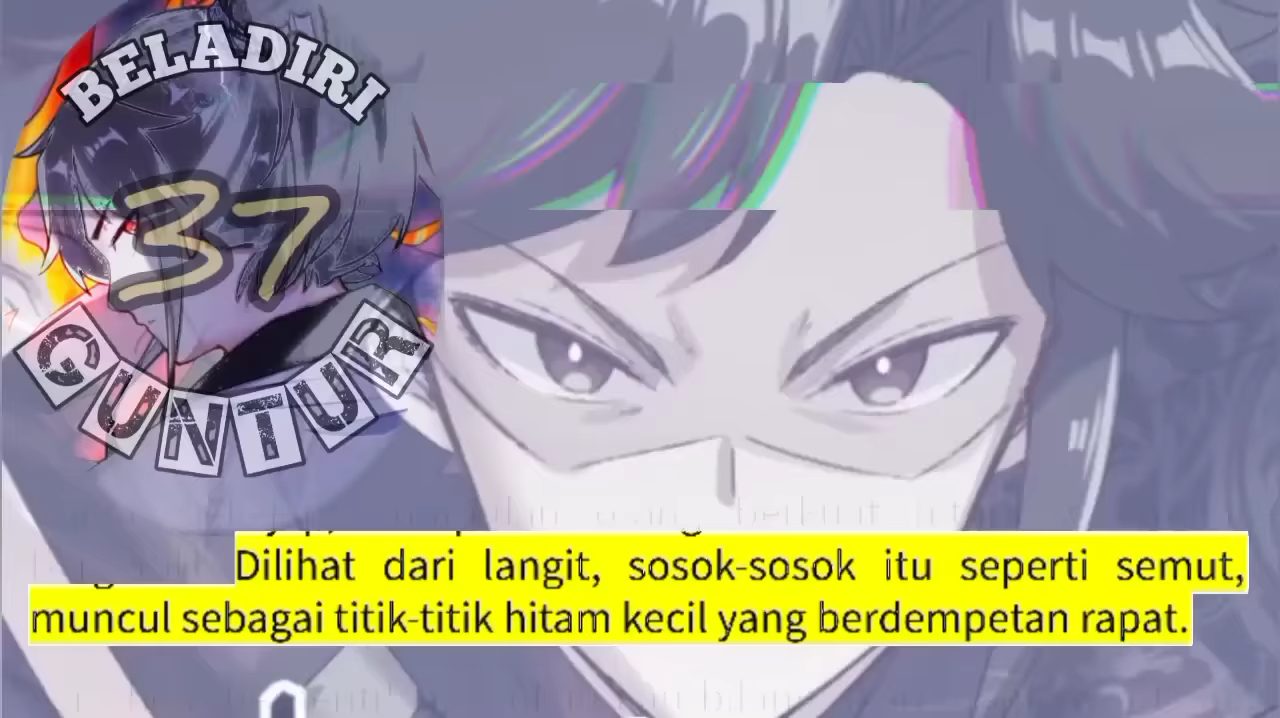 BELADIRI
37
GUNTUR
Dilihat dari langit, sosok-sosok itu seperti semut,
muncul sebagai titik-titik hitam kecil yang berdempetan rapat.